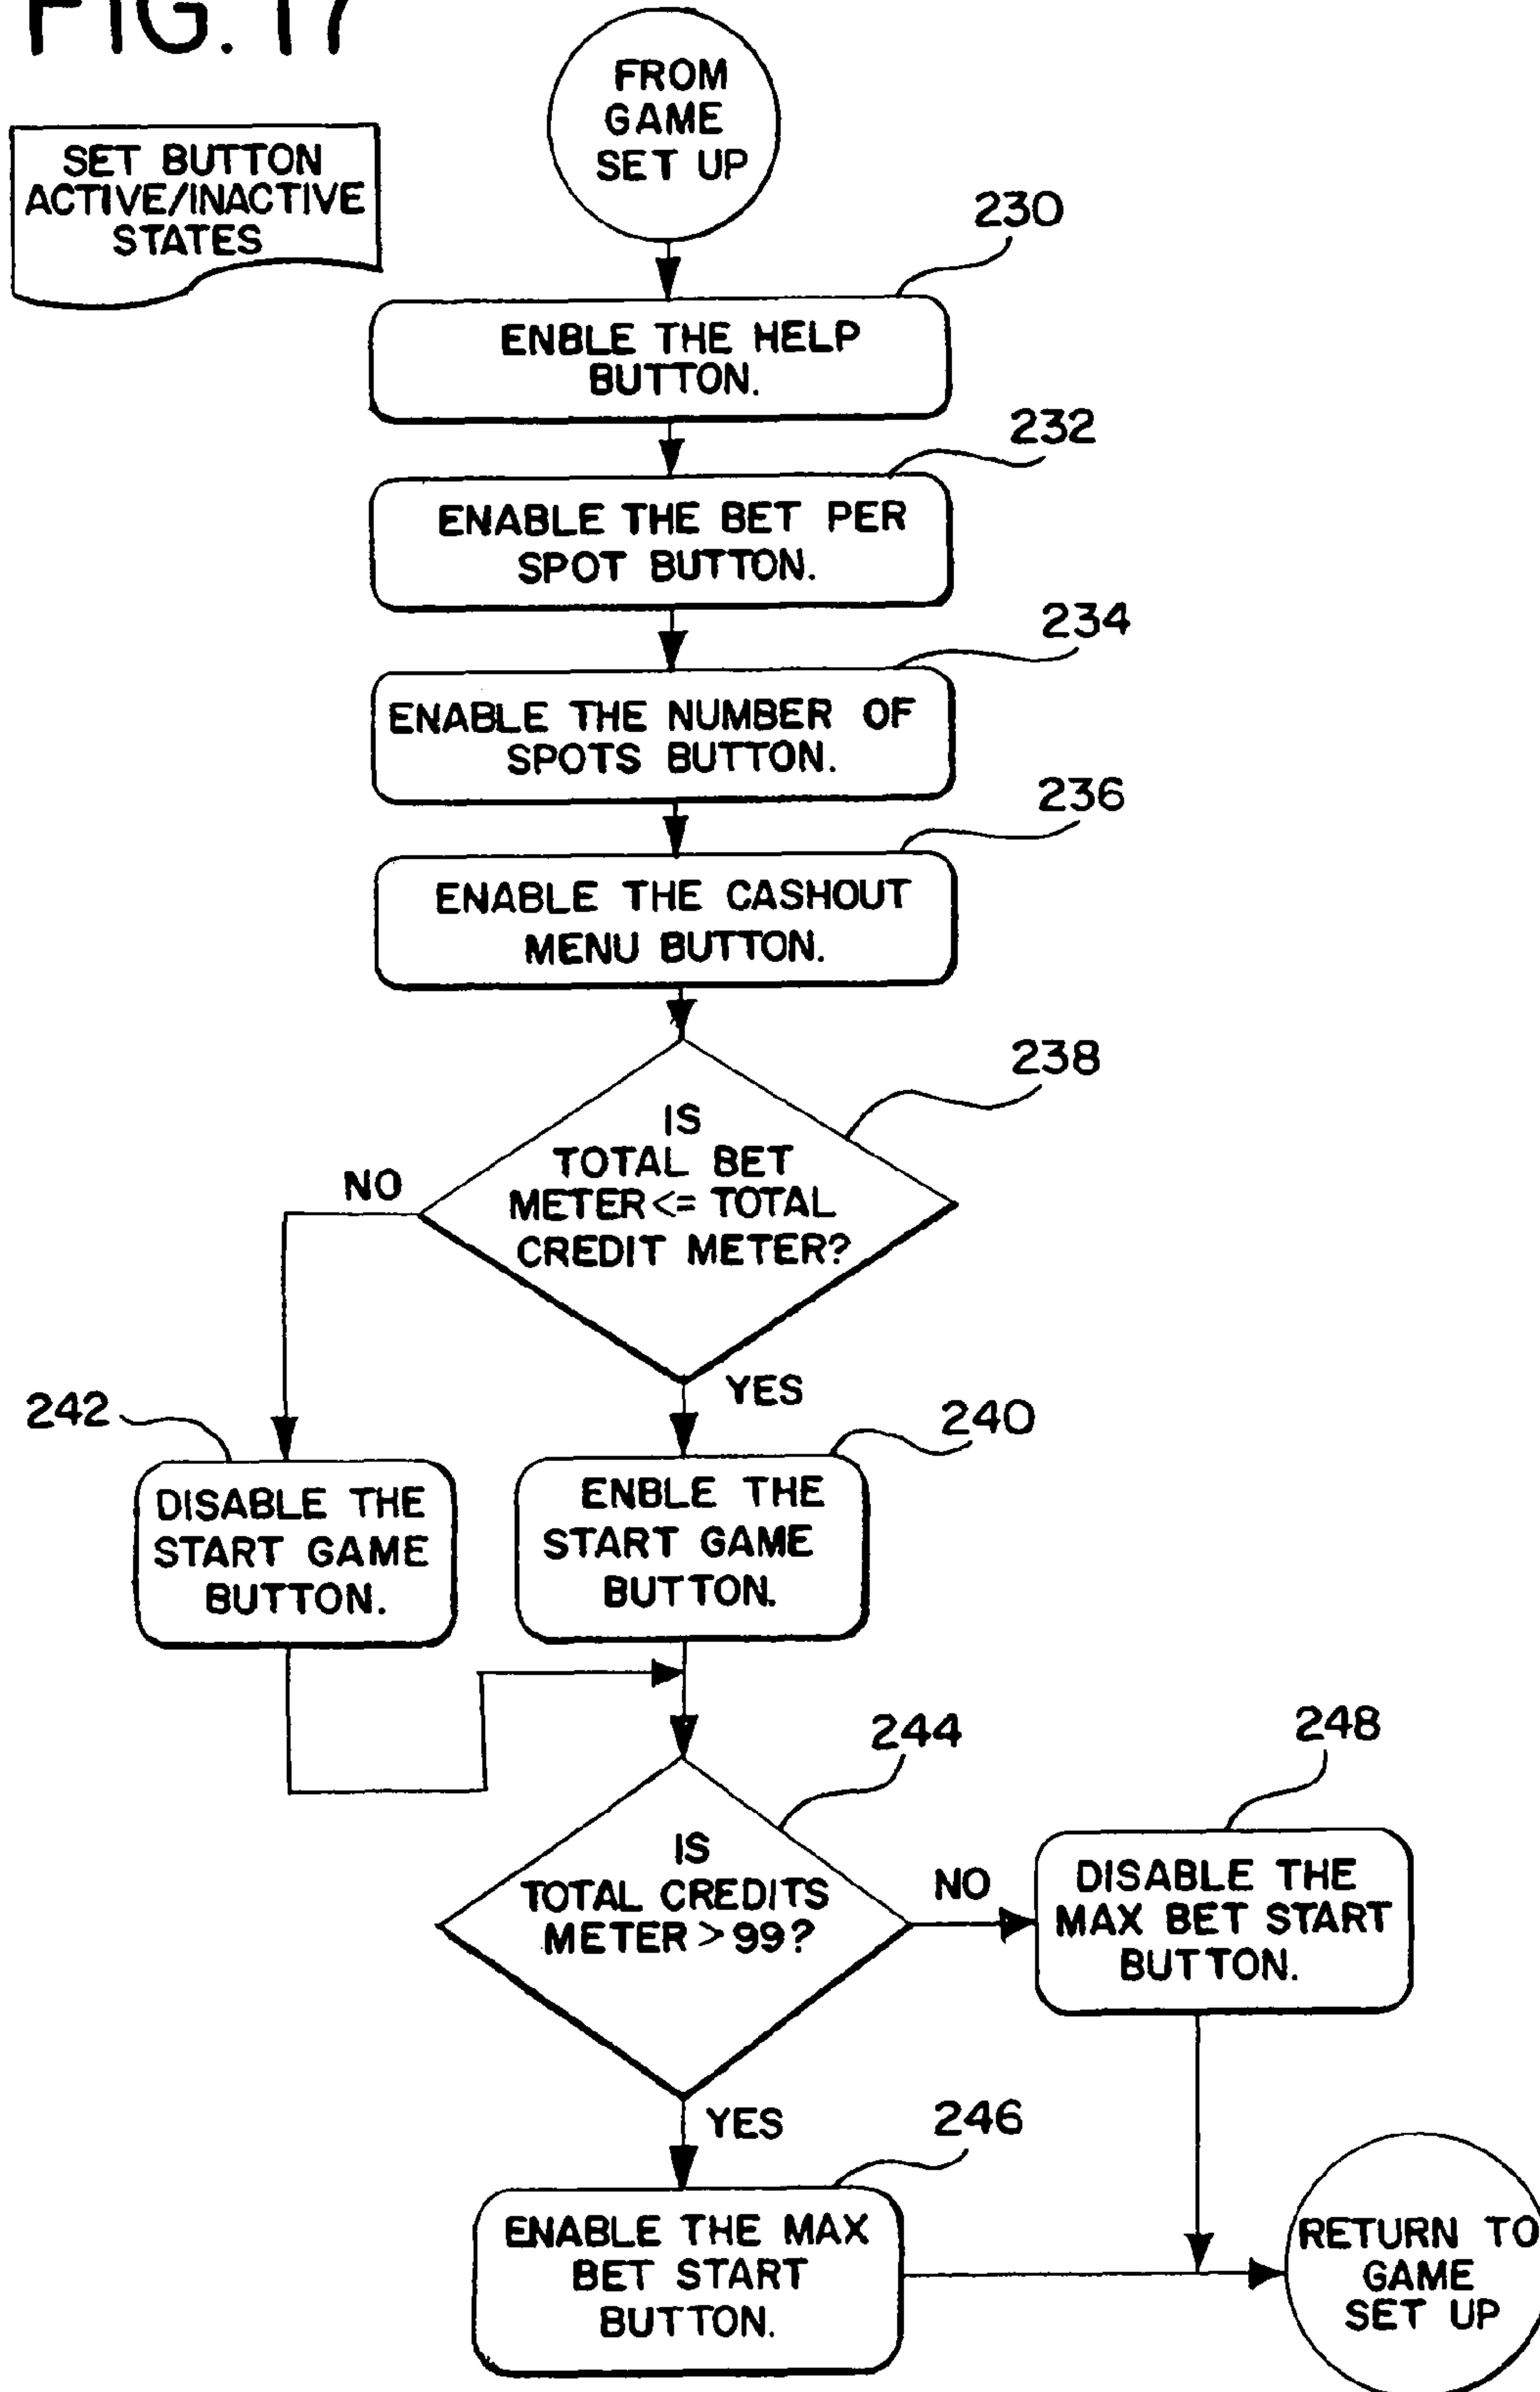 FIG. 17
FROM
GAME
SET UP
SET BUTTON
ACTIVE/INACTIVE
STATES
230
ENBLE THE HELP
BUTTON.
232
ENABLE THE BET PER
SPOT BUTTON.
234
ENABLE THE NUMBER OF
SPOTS BUTTON.
236
ENABLE THE CASHOUT
MENU BUTTON.
238
IS
TOTAL BET
METER<= TOTAL
CREDIT METER?
NO
YES
242
DISABLE THE
START GAME
BUTTON.
240
ENBLE THE
START GAME
BUTTON.
244
IS
TOTAL CREDITS
METER >99?
NO
248
DISABLE THE
MAX BET START
BUTTON.
YES
246
ENABLE THE MAX
BET START
BUTTON.
RETURN TO
GAME
SET UP